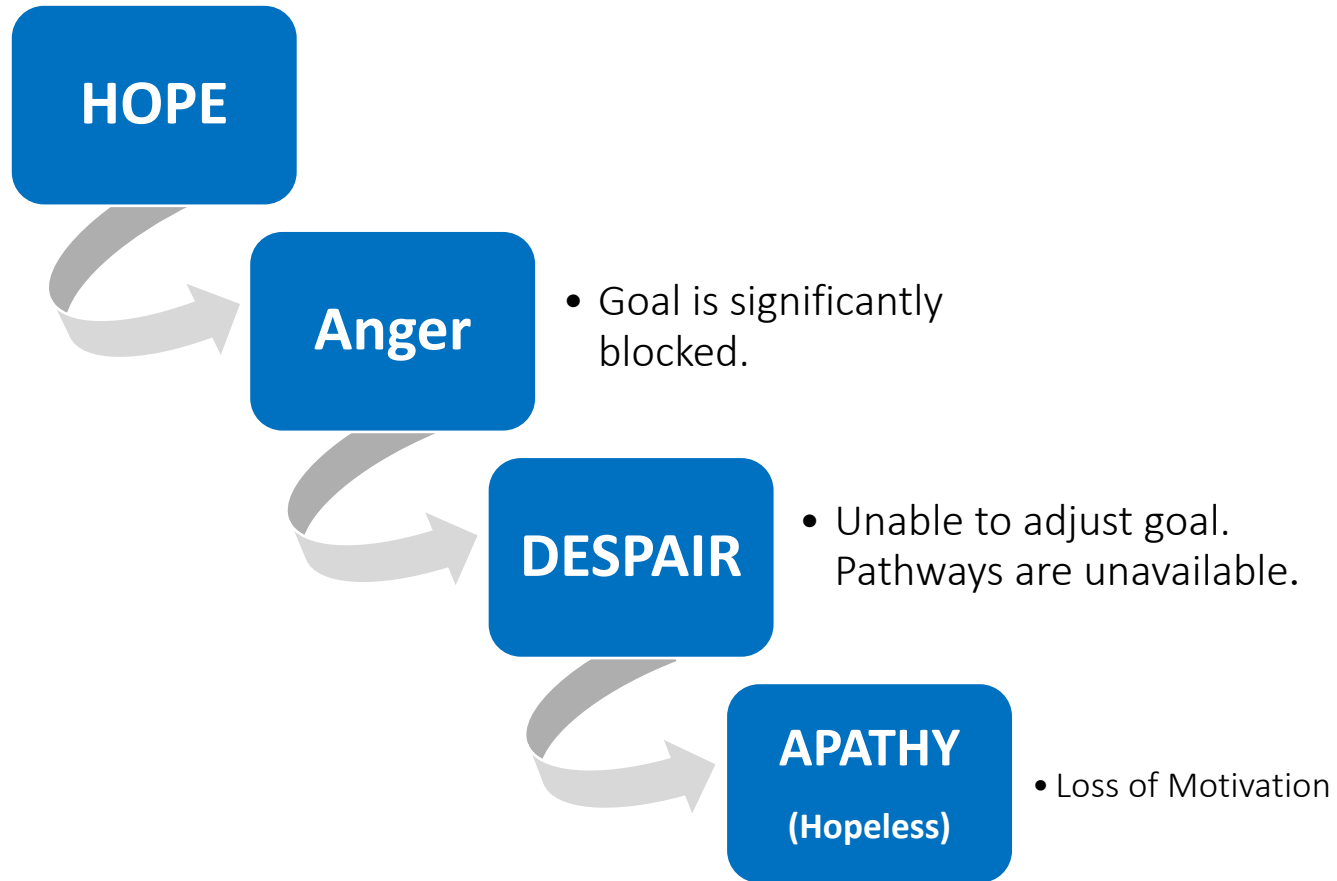 HOPE
Anger
• Goal is significantly
blocked.
DESPAIR
• Unable to adjust goal.
Pathways are unavailable.
APATHY
(Hopeless)
• Loss of Motivation